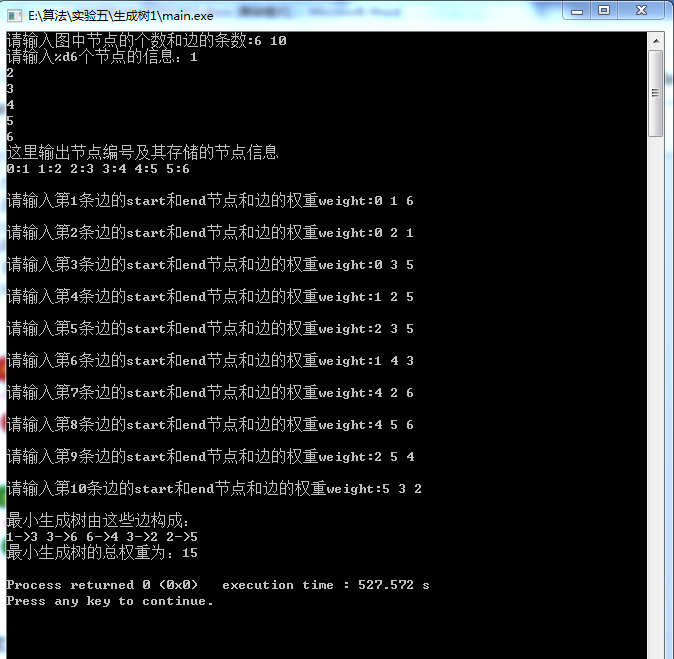 E:\算法\实验五\生成树1\main.exe
请输入图中节点的个数和边的条数:6 10
请输入%d6个节点的信息：1
2
3
4
5
6
这里输出节点编号及其存储的节点信息
0:1 1:2 2:3 3:4 4:5 5:6
请输入第1条边的start和end节点和边的权重weight:0 1 6
请输入第2条边的start和end节点和边的权重weight:0 2 1
请输入第3条边的start和end节点和边的权重weight:0 3 5
请输入第4条边的start和end节点和边的权重weight:1 2 5
请输入第5条边的start和end节点和边的权重weight:2 3 5
请输入第6条边的start和end节点和边的权重weight:1 4 3
请输入第7条边的start和end节点和边的权重weight:4 2 6
请输入第8条边的start和end节点和边的权重weight:4 5 6
请输入第9条边的start和end节点和边的权重weight:2 5 4
请输入第10条边的start和end节点和边的权重weight:5 3 2
最小生成树由这些边构成：
1->3 3->6 6->4 3->2 2->5
最小生成树的总权重为：15
Process returned 0 (0x0)   execution time : 527.572 s
Press any key to continue.